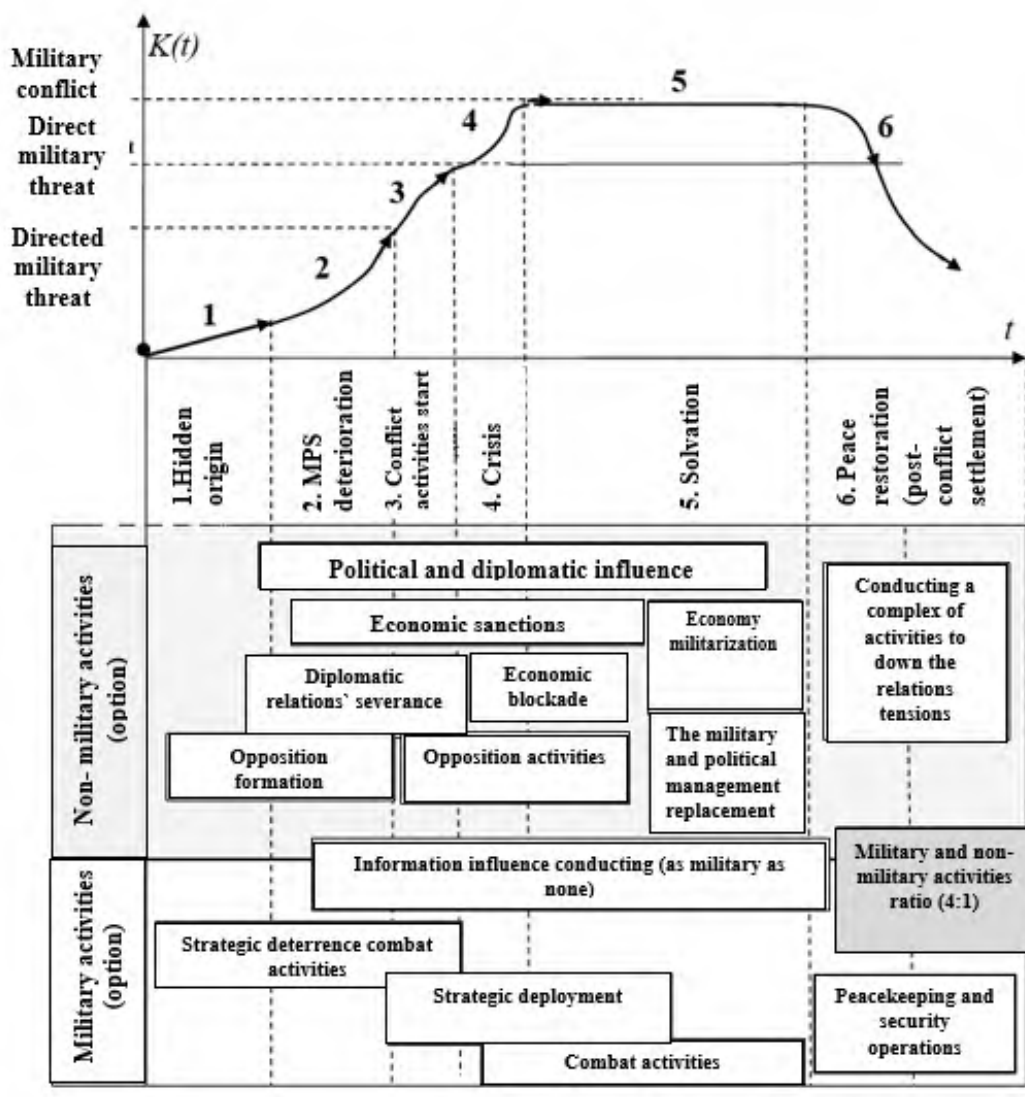 K(t)
Military
conflict
Direct
military
threat
t
Directed
military
threat
1
2
3
4
5
6
t
1.Hidden
origin
2. MPS
deterioration
3. Conflict
activities start
4. Crisis
5. Solvation
6. Peace
restoration
(post-
conflict
settlement)
Non- military activities
(option)
Political and diplomatic influence
Economic sanctions
Economy
militarization
Conducting a
complex of
activities to
down the
relations
tensions
Diplomatic
relations` severance
Economic
blockade
Opposition
formation
Opposition activities
The military
and political
management
replacement
Information influence conducting (as military as
none)
Military and non-
military activities
ratio (4:1)
Military activities
(option)
Strategic deterrence combat
activities
Strategic deployment
Combat activities
Peacekeeping and
security
operations